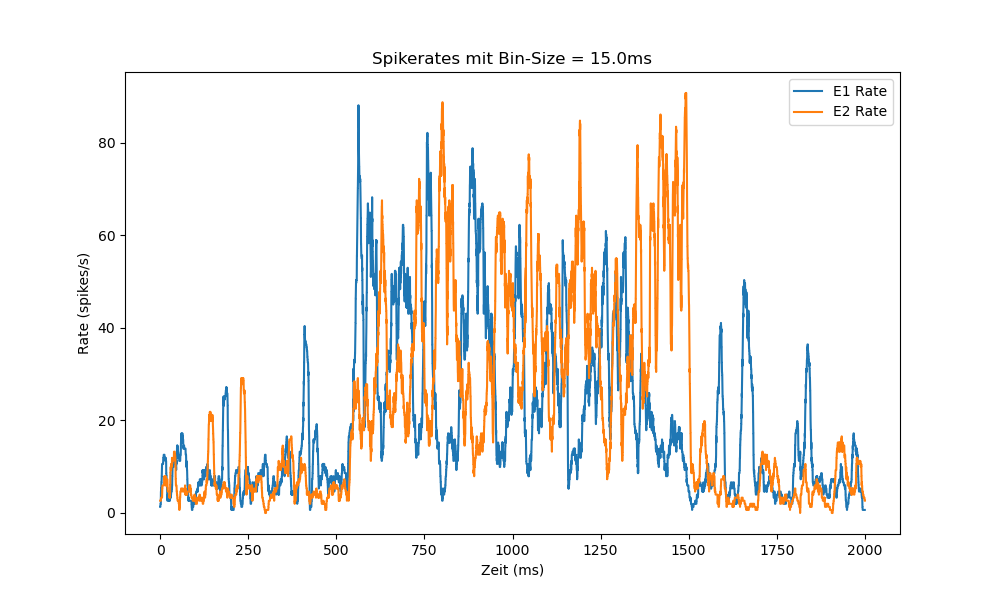 Spikerates mit Bin-Size = 15.0ms
E1 Rate
E2 Rate
80
60
40
20
0
Rate (spikes/s)
0 250 500 750 1000 1250 1500 1750 2000
Zeit (ms)